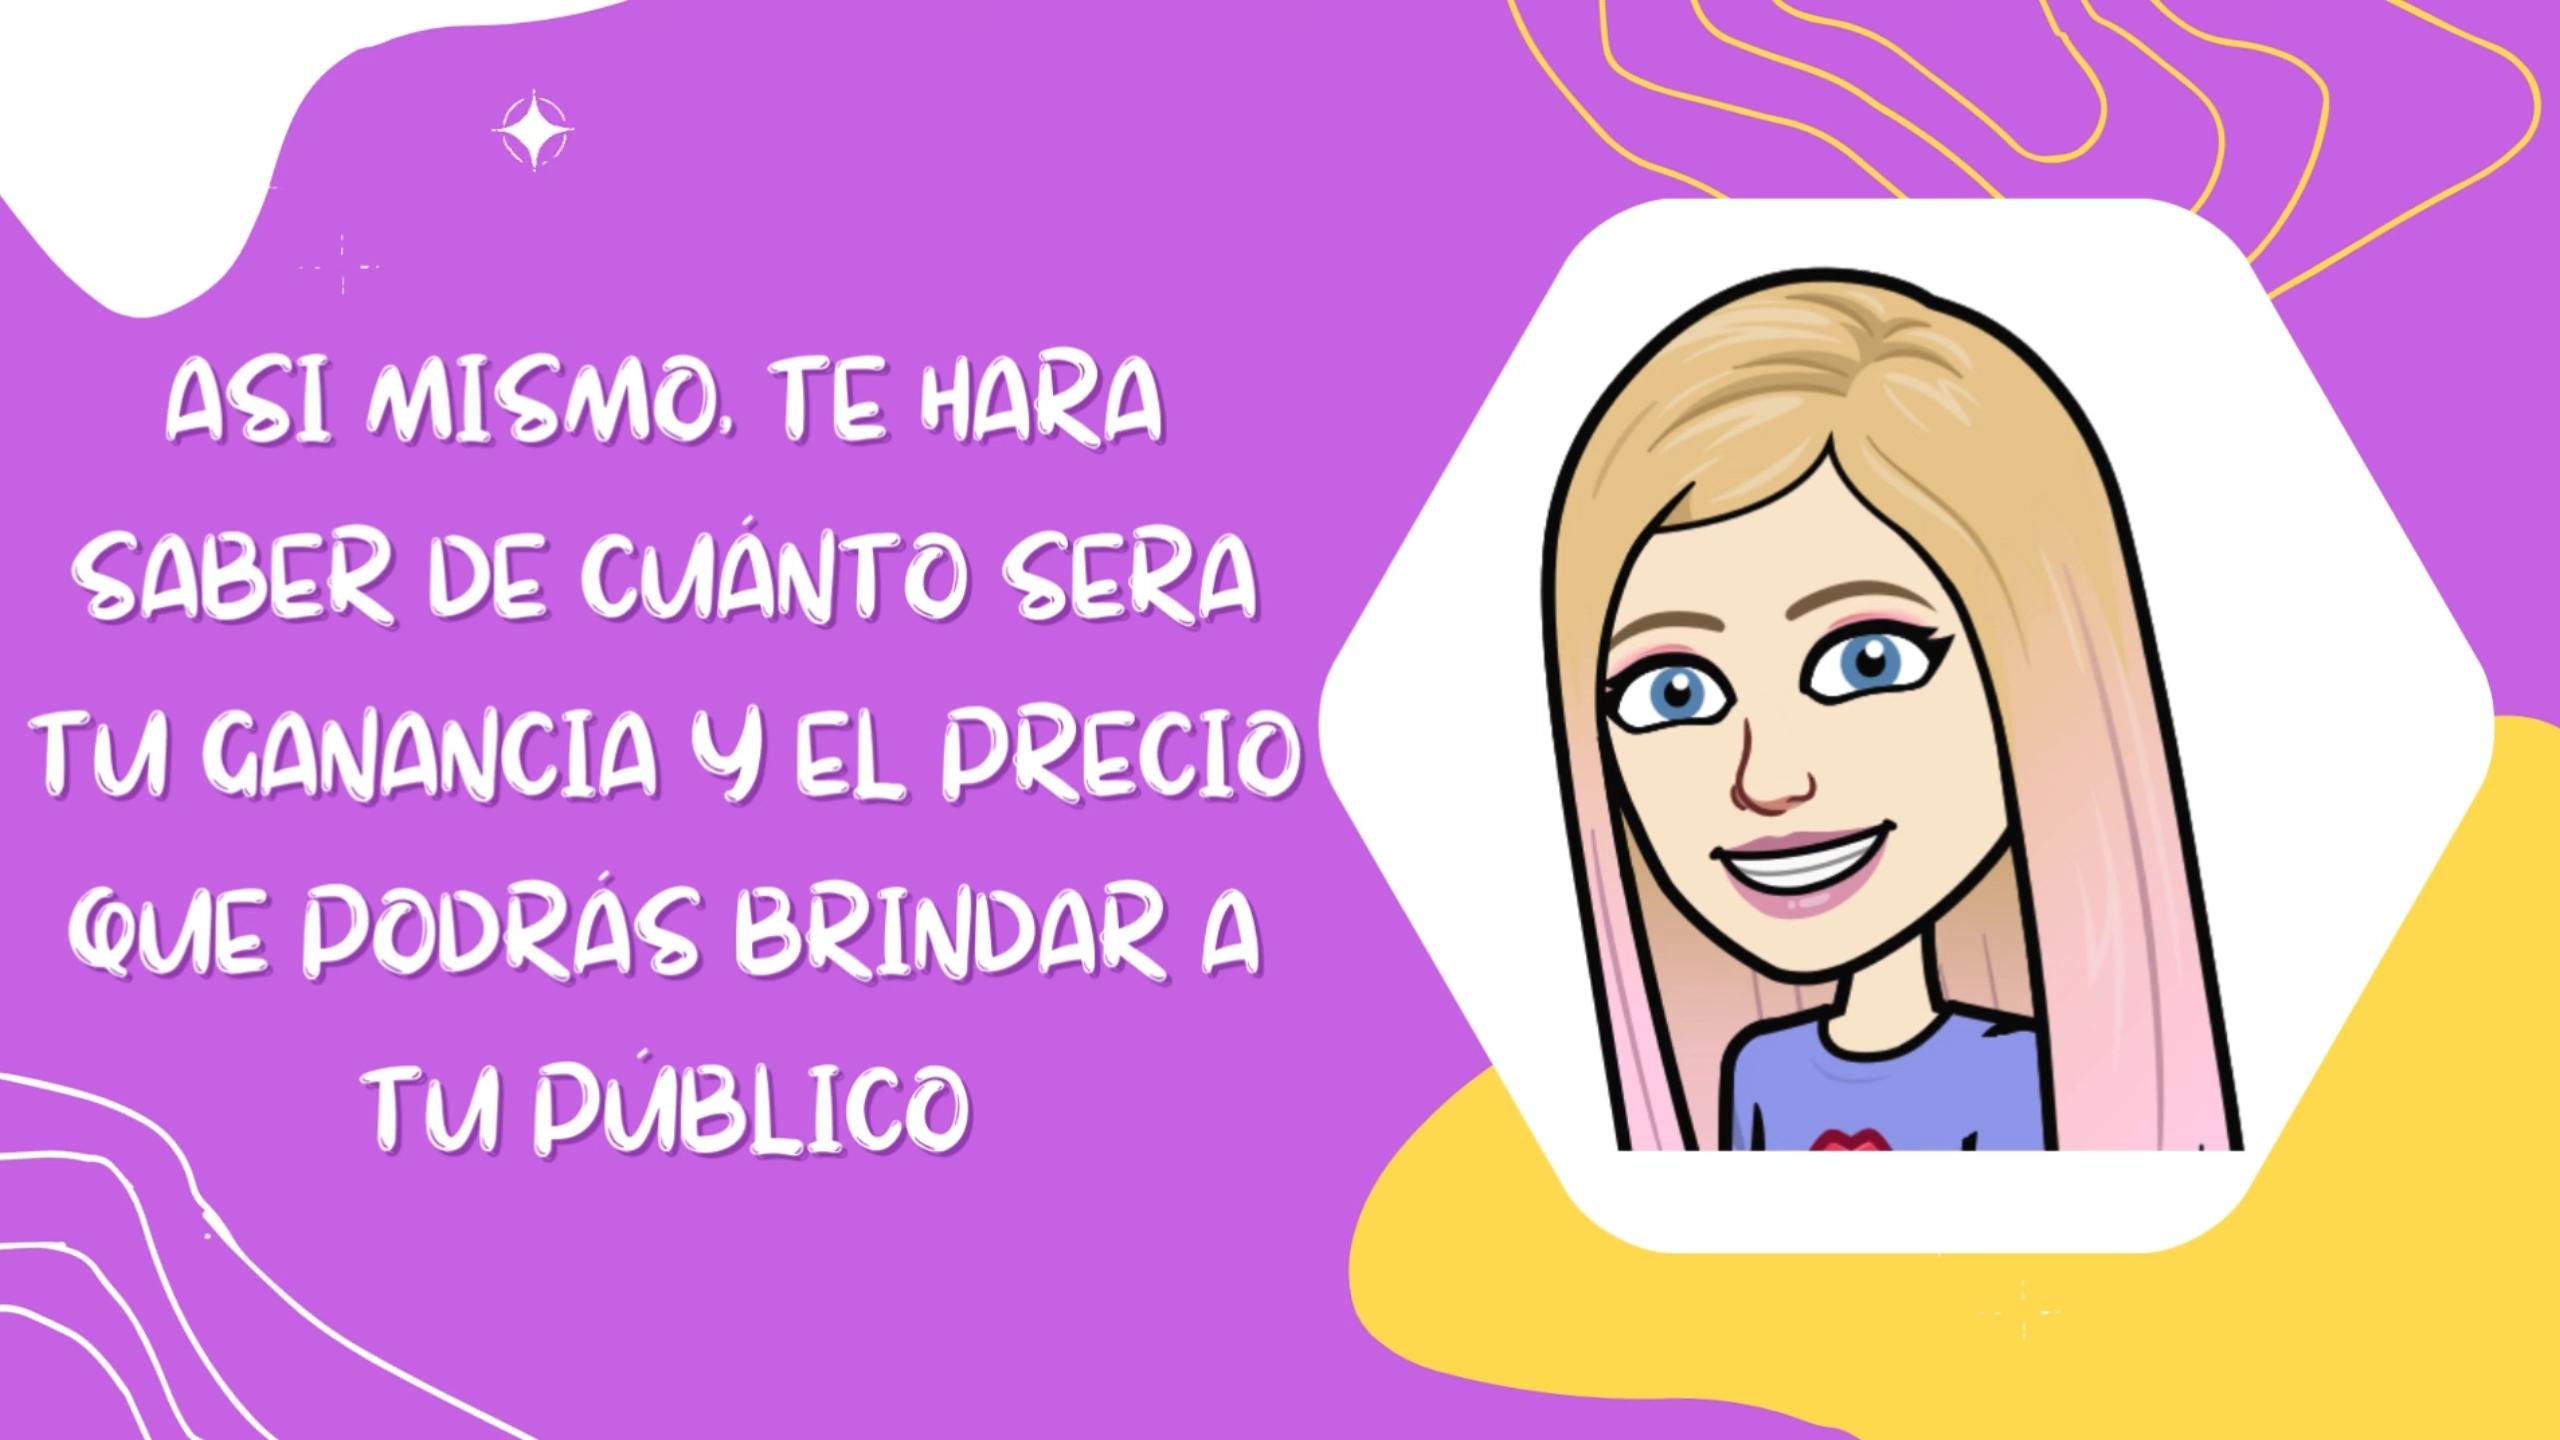 ASI MISMO, TE HARA
SABER DE CUÁNTO SERA
TU GANANCIA Y EL PRECIO
QUE PODRÁS BRINDAR A
TU PÚBLICO